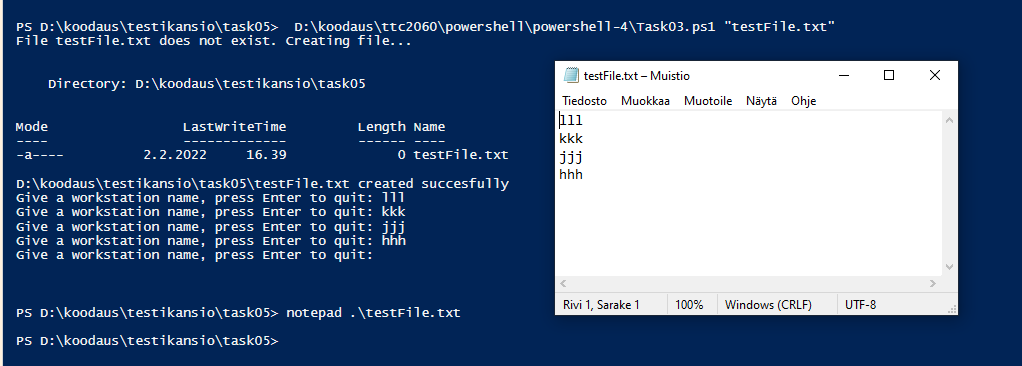 PS D:\koodaus\testikansio\task05>  D:\koodaus\ttc2060\powershell\powershell-4\Task03.ps1 "testFile.txt"
File testFile.txt does not exist. Creating file...
Directory: D:\koodaus\testikansio\task05
Mode                 LastWriteTime         Length Name
----                 -------------         ------ ----
-a----          2.2.2022     16.39              0 testFile.txt
D:\koodaus\testikansio\task05\testFile.txt created succesfully
Give a workstation name, press Enter to quit: lll
Give a workstation name, press Enter to quit: kkk
Give a workstation name, press Enter to quit: jjj
Give a workstation name, press Enter to quit: hhh
Give a workstation name, press Enter to quit:
PS D:\koodaus\testikansio\task05> notepad .\testFile.txt
PS D:\koodaus\testikansio\task05>
testFile.txt – Muistio
Tiedosto Muokkaa Muotoile Näytä Ohje
lll
kkk
jjj
hhh
Rivi 1, Sarake 1 100% Windows (CRLF) UTF-8